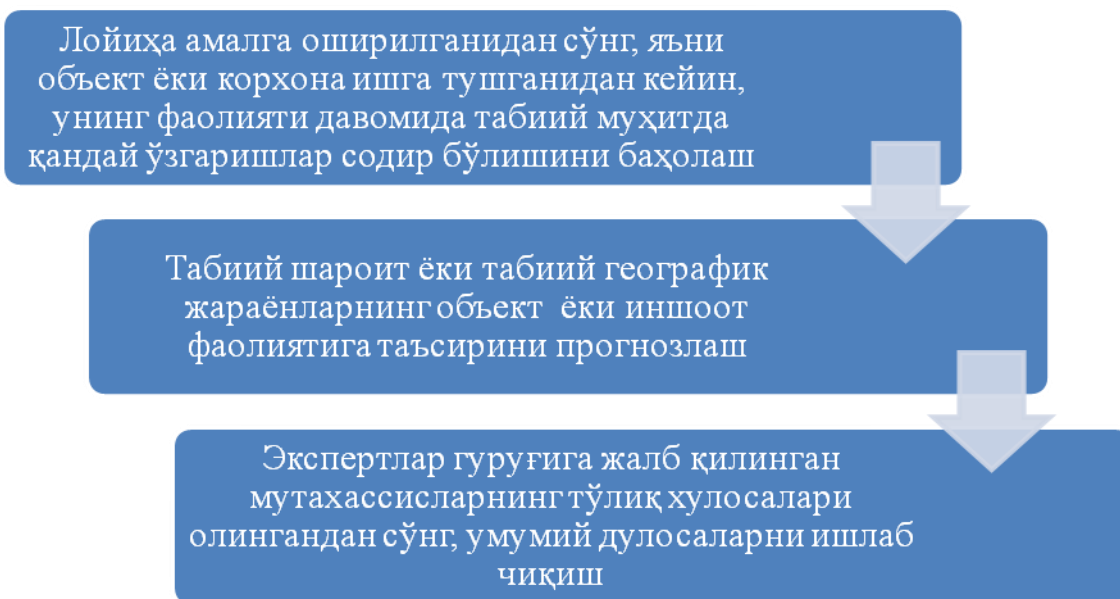 Лойиҳа амалга оширилганидан сўнг, яъни
объект ёки корхона ишга тушганидан кейин,
унинг фаолияти давомида табиий муҳитда
қандай ўзгаришлар содир бўлишини баҳолаш
Табиий шароит ёки табиий географик
жараёнларнинг объект ёки иншоот
фаолиятига таъсирини прогнозлаш
Экспертлар гуруғига жалб қилинган
мутахассисларнинг тўлиқ хулосалари
олингандан сўнг, умумий дулосаларни ишлаб
чиқиш